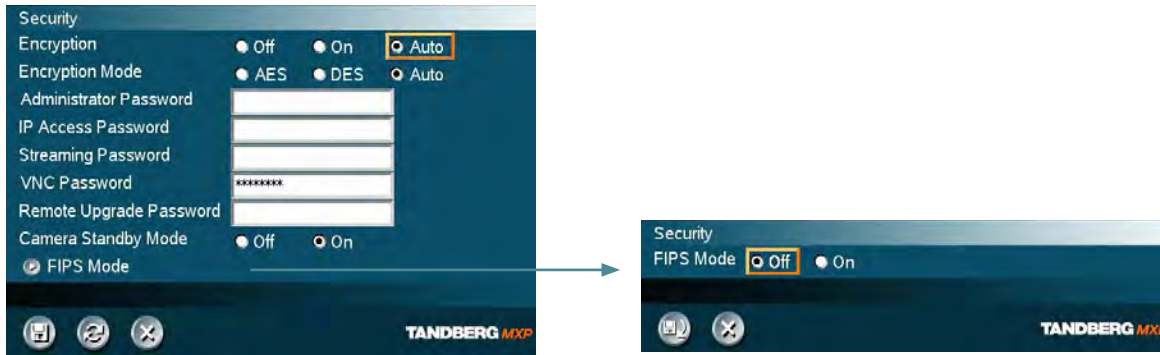 Security
Encryption Off On Auto
Encryption Mode AES DES Auto
Administrator Password
IP Access Password
Streaming Password
VNC Password ********
Remote Upgrade Password
Camera Standby Mode Off On
FIPS Mode
TANDBERG MXP
Security
FIPS Mode Off On
TANDBERG MXP